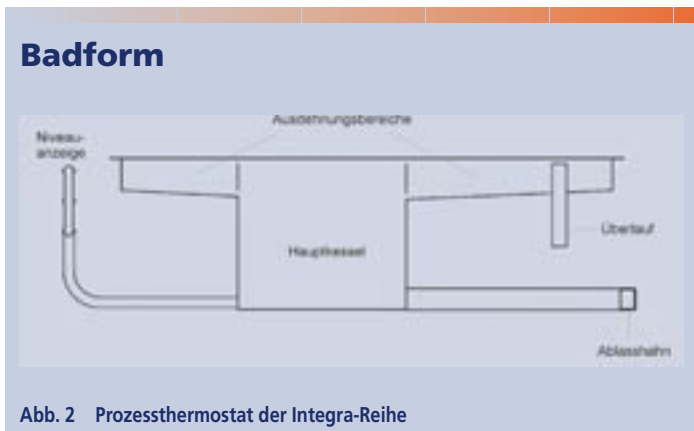 Badform
Ausdehnungsbereiche
Niveau-
anzeige
Überlauf
Hauptkessel
Ablasshahn
Abb. 2 Prozessthermostat der Integra-Reihe